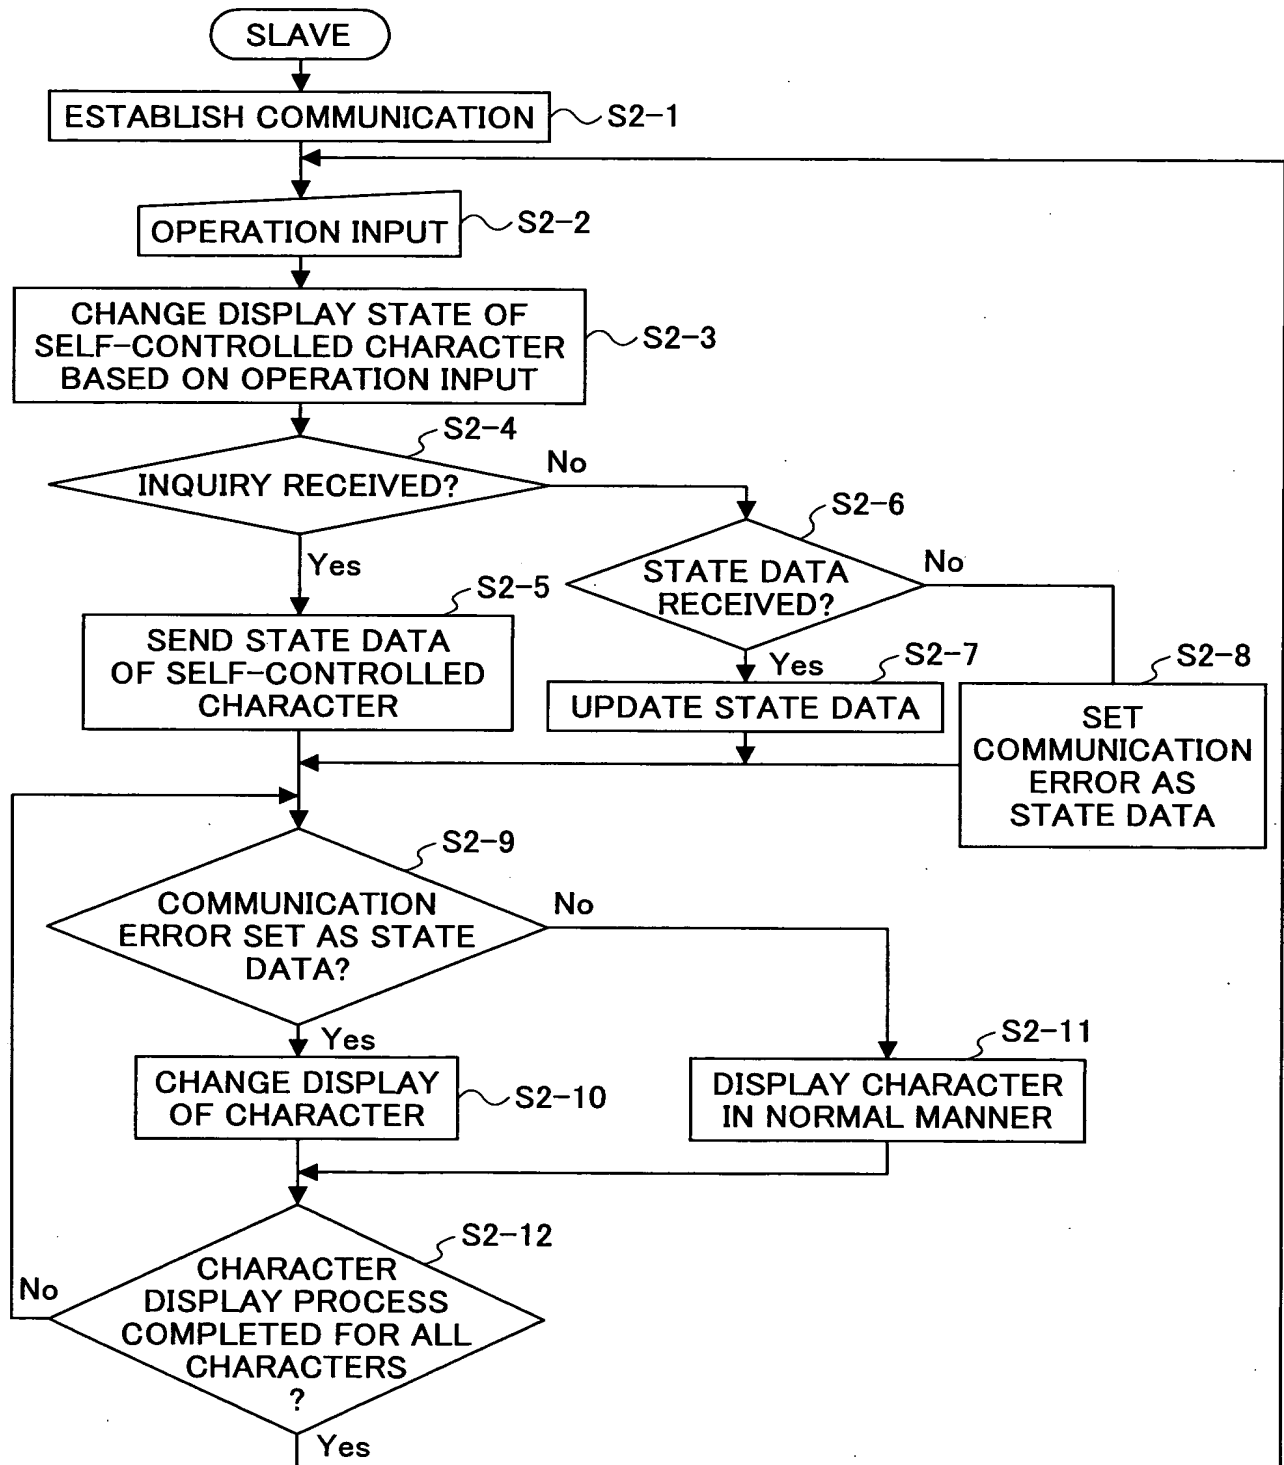 SLAVE
ESTABLISH COMMUNICATION
S2-1
OPERATION INPUT
S2-2
CHANGE DISPLAY STATE OF
SELF-CONTROLLED CHARACTER
BASED ON OPERATION INPUT
S2-3
S2-4
INQUIRY RECEIVED?
No
Yes
S2-6
STATE DATA
RECEIVED?
No
S2-5
SEND STATE DATA
OF SELF-CONTROLLED
CHARACTER
Yes
S2-7
UPDATE STATE DATA
S2-8
SET
COMMUNICATION
ERROR AS
STATE DATA
S2-9
COMMUNICATION
ERROR SET AS STATE
DATA?
No
Yes
CHANGE DISPLAY
OF CHARACTER
S2-10
S2-11
DISPLAY CHARACTER
IN NORMAL MANNER
S2-12
CHARACTER
DISPLAY PROCESS
COMPLETED FOR ALL
CHARACTERS
?
No
Yes